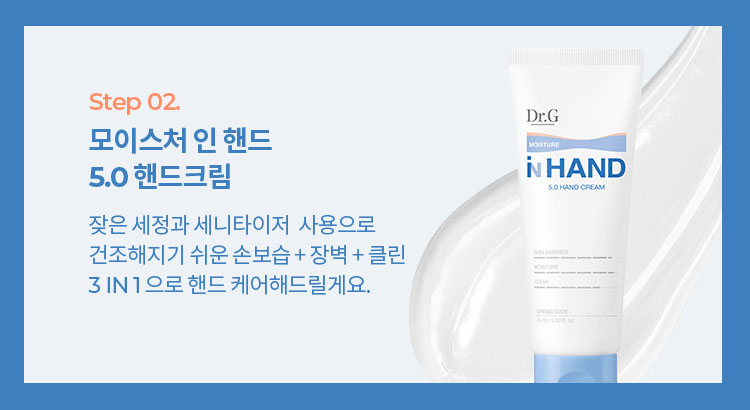 Step 02.
모이스처 인 핸드
5.0 핸드크림
잦은 세정과 세니타이저 사용으로
건조해지기 쉬운 손보습 + 장벽 + 클린
3 IN 1 으로 핸드 케어해드릴게요.
Dr.G
MOISTURE
iN HAND
5.0 HAND CREAM
SKIN BARRIER
MOISTURE
CLEAN
OPENED DATE :